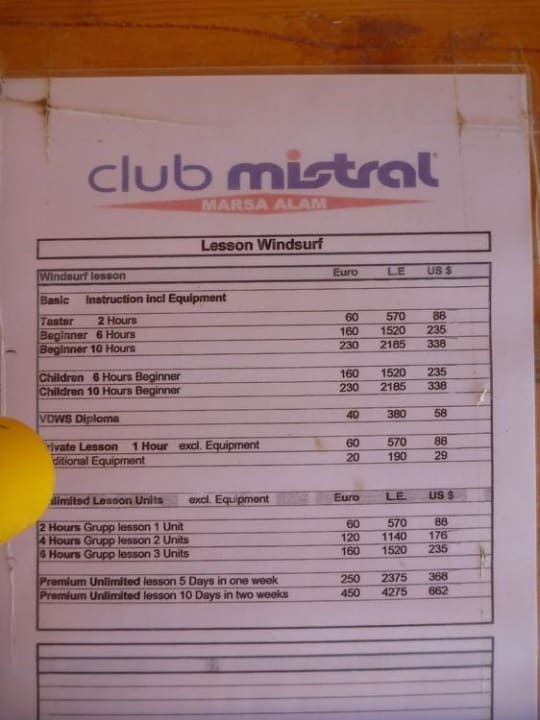 club mistral
MARSA ALAM
Lesson Windsurf
Windsurf lesson Euro L.E US $
Basic Instruction incl Equipment
Taster 2 Hours 60 570 88
Beginner 6 Hours 160 1520 235
Beginner 10 Hours 230 2185 338
Children 6 Hours Beginner 160 1520 235
Children 10 Hours Beginner 230 2185 338
VDWS Diploma 40 380 58
rivate Lesson 1 Hour excl. Equipment 60 570 88
ditional Equipment 20 190 29
limited Lesson Units excl. Equipment Euro L.E. US $
2 Hours Grupp lesson 1 Unit 60 570 88
4 Hours Grupp lesson 2 Units 120 1140 176
6 Hours Grupp lesson 3 Units 160 1520 235
Premium Unlimited lesson 5 Days in one week 250 2375 368
Premium Unlimited lesson 10 Days in two weeks 450 4275 662